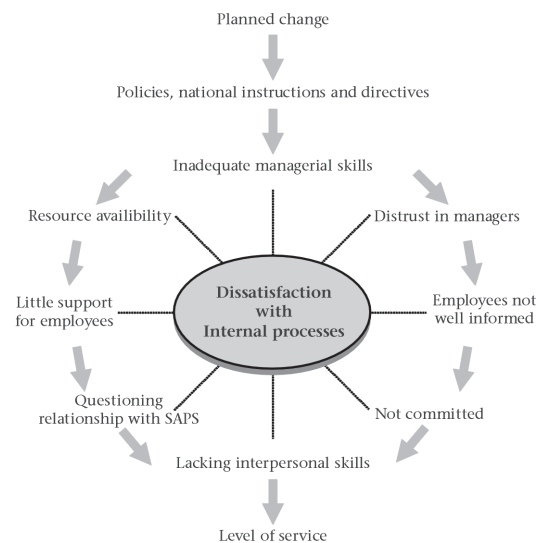 Planned change
Policies, national instructions and directives
Inadequate managerial skills
Resource availibility
Distrust in managers
Dissatisfaction
with
Internal processes
Little support
for employees
Employees not
well informed
Questioning
relationship with SAPS
Not committed
Lacking interpersonal skills
Level of service